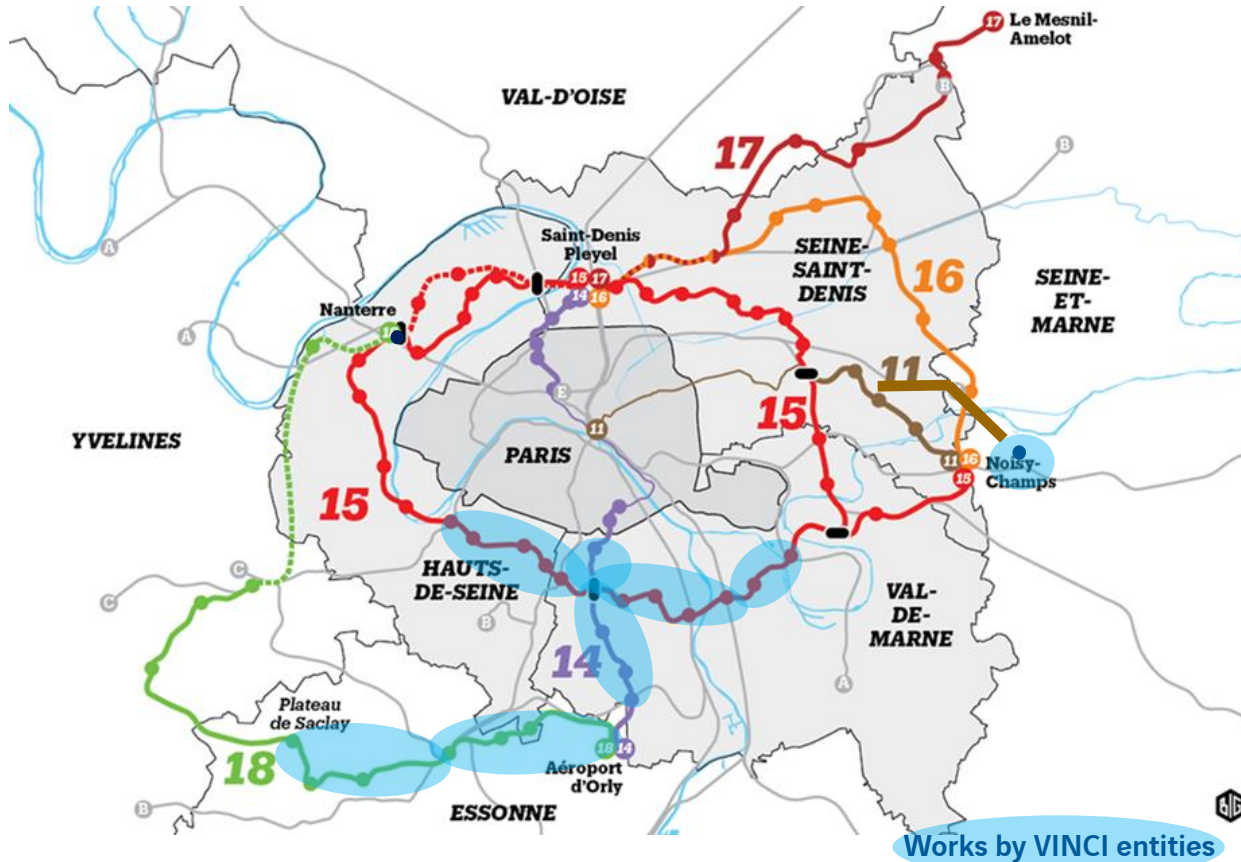 17 Le Mesnil-
Amelot
B
VAL-D'OISE
17
B
A
Saint-Denis
Pleyel
SEINE-
SAINT-
DENIS
16
SEINE-
ET-
MARNE
15 17
14 16
Nanterre
A
11
E
15
11
YVELINES
PARIS
11 16 Noisy-
Champs
15
15
HAUTS-
DE-SEINE
C
C
B
VAL-
DE-
MARNE
14
A
Plateau
de Saclay
18
18 14
Aéroport
d'Orly
B
ESSONNE
BIG
Works by VINCI entities